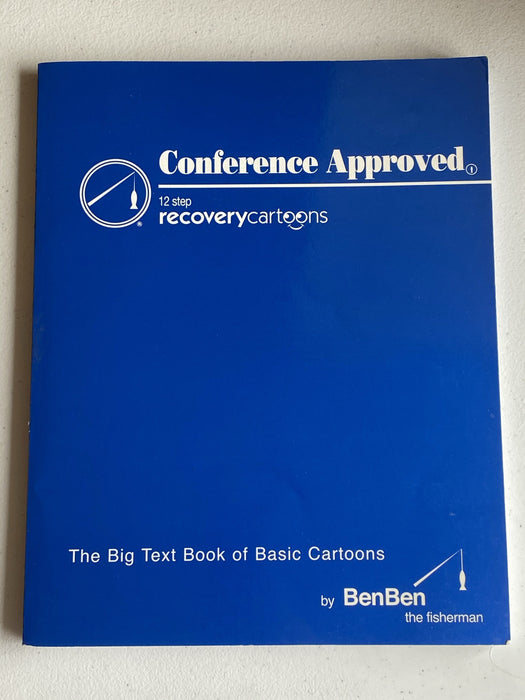 Conference Approved
12 step
recoverycartoons
®
The Big Text Book of Basic Cartoons
by BenBen
the fisherman